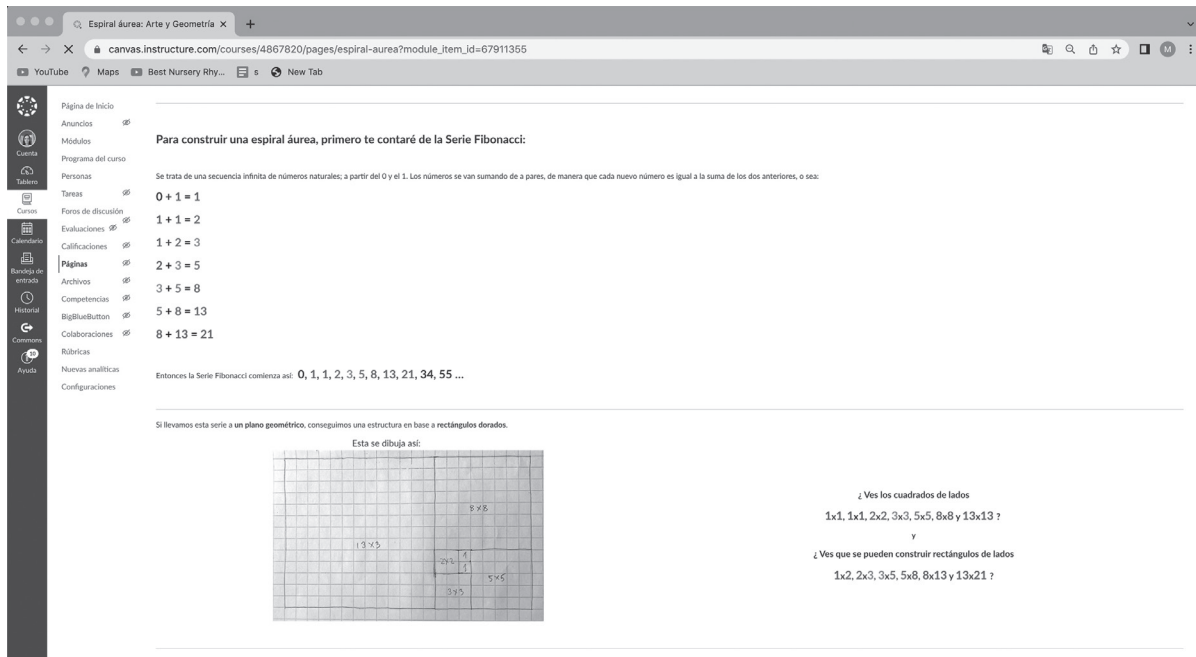 Espiral áurea: Arte y Geometría
canvas.instructure.com/courses/4867820/pages/espiral-aurea?module_item_id=67911355
M
YouTube
Maps
Best Nursery Rhy...
s
New Tab
Cuenta
Tablero
Cursos
Calendario
Bandeja de
entrada
Historial
Commons
10
Ayuda
Página de Inicio
Anuncios
Módulos
Programa del curso
Personas
Tareas
Foros de discusión
Evaluaciones
Calificaciones
Páginas
Archivos
Competencias
BigBlueButton
Colaboraciones
Rúbricas
Nuevas analíticas
Configuraciones
Para construir una espiral áurea, primero te contaré de la Serie Fibonacci:
Se trata de una secuencia infinita de números naturales; a partir del 0 y el 1. Los números se van sumando de a pares, de manera que cada nuevo número es igual a la suma de los dos anteriores, o sea:
0 + 1 = 1
1 + 1 = 2
1 + 2 = 3
2 + 3 = 5
3 + 5 = 8
5 + 8 = 13
8 + 13 = 21
Entonces la Serie Fibonacci comienza así: 0, 1, 1, 2, 3, 5, 8, 13, 21, 34, 55 ...
Si llevamos esta serie a un plano geométrico, conseguimos una estructura en base a rectángulos dorados.
Esta se dibuja así:
8x8
13x3
2x2
1
1
5x5
3x3
¿ Ves los cuadrados de lados
1x1, 1x1, 2x2, 3x3, 5x5, 8x8 y 13x13 ?
y
¿ Ves que se pueden construir rectángulos de lados
1x2, 2x3, 3x5, 5x8, 8x13 y 13x21 ?